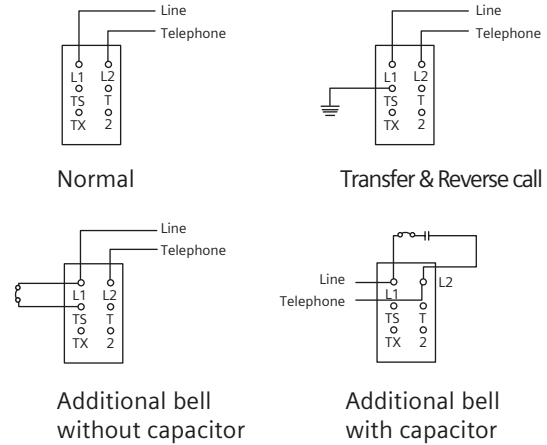 Line
Telephone
L1 L2
TS T
TX 2
Normal
Line
Telephone
L1 L2
TS T
TX 2
Transfer & Reverse call
Line
Telephone
L1 L2
TS T
TX 2
Additional bell
without capacitor
Line
Telephone
L1 L2
TS T
TX 2
Additional bell
with capacitor